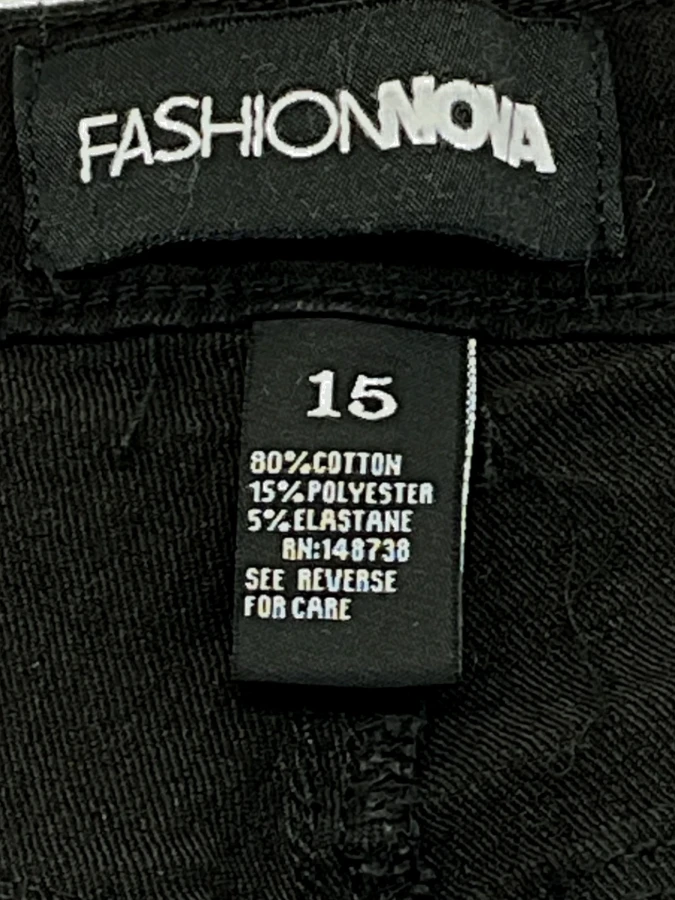 FASHIONNOVA
15
80%COTTON
15%POLYESTER
5%ELASTANE
RN:148738
SEE REVERSE
FOR CARE